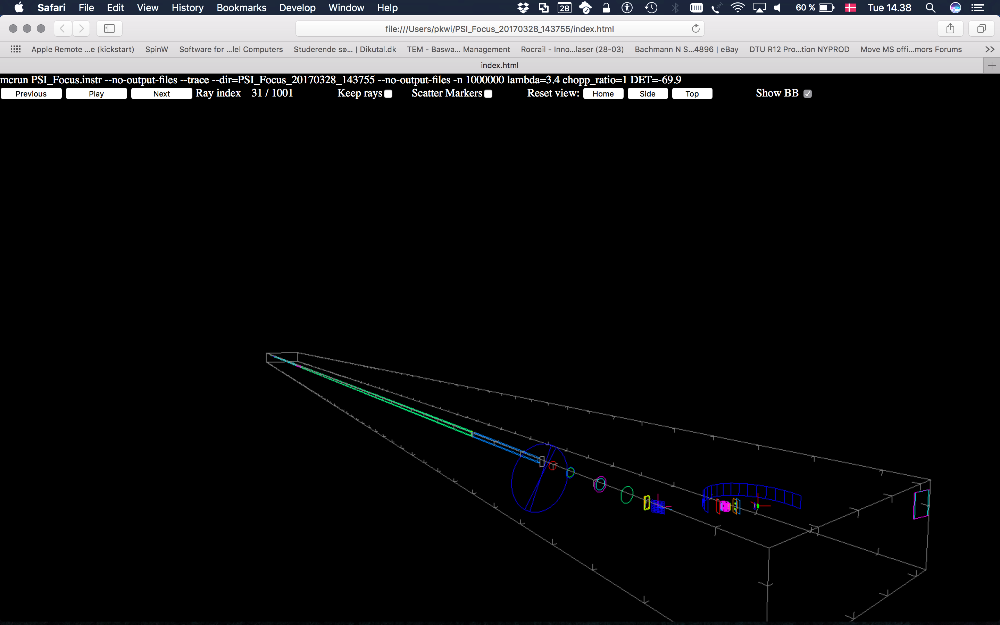 Safari File Edit View History Bookmarks Develop Window Help 28 60 % Tue 14.38
file:///Users/pkwi/PSI_Focus_20170328_143755/index.html
Apple Remote ...e (kickstart) SpinW Software for ...lel Computers Studerende sø... | Dikutal.dk TEM - Baswa... Management Rocrail - Inno...laser (28-03) Bachmann N S...4896 | eBay DTU R12 Pro...tion NYPROD Move MS offi...mors Forums >>
index.html
mcrun PSI_Focus.instr --no-output-files --trace --dir=PSI_Focus_20170328_143755 --no-output-files -n 1000000 lambda=3.4 chopp_ratio=1 DET=-69.9
Previous Play Next Ray index 31 / 1001 Keep rays Scatter Markers Reset view: Home Side Top Show BB